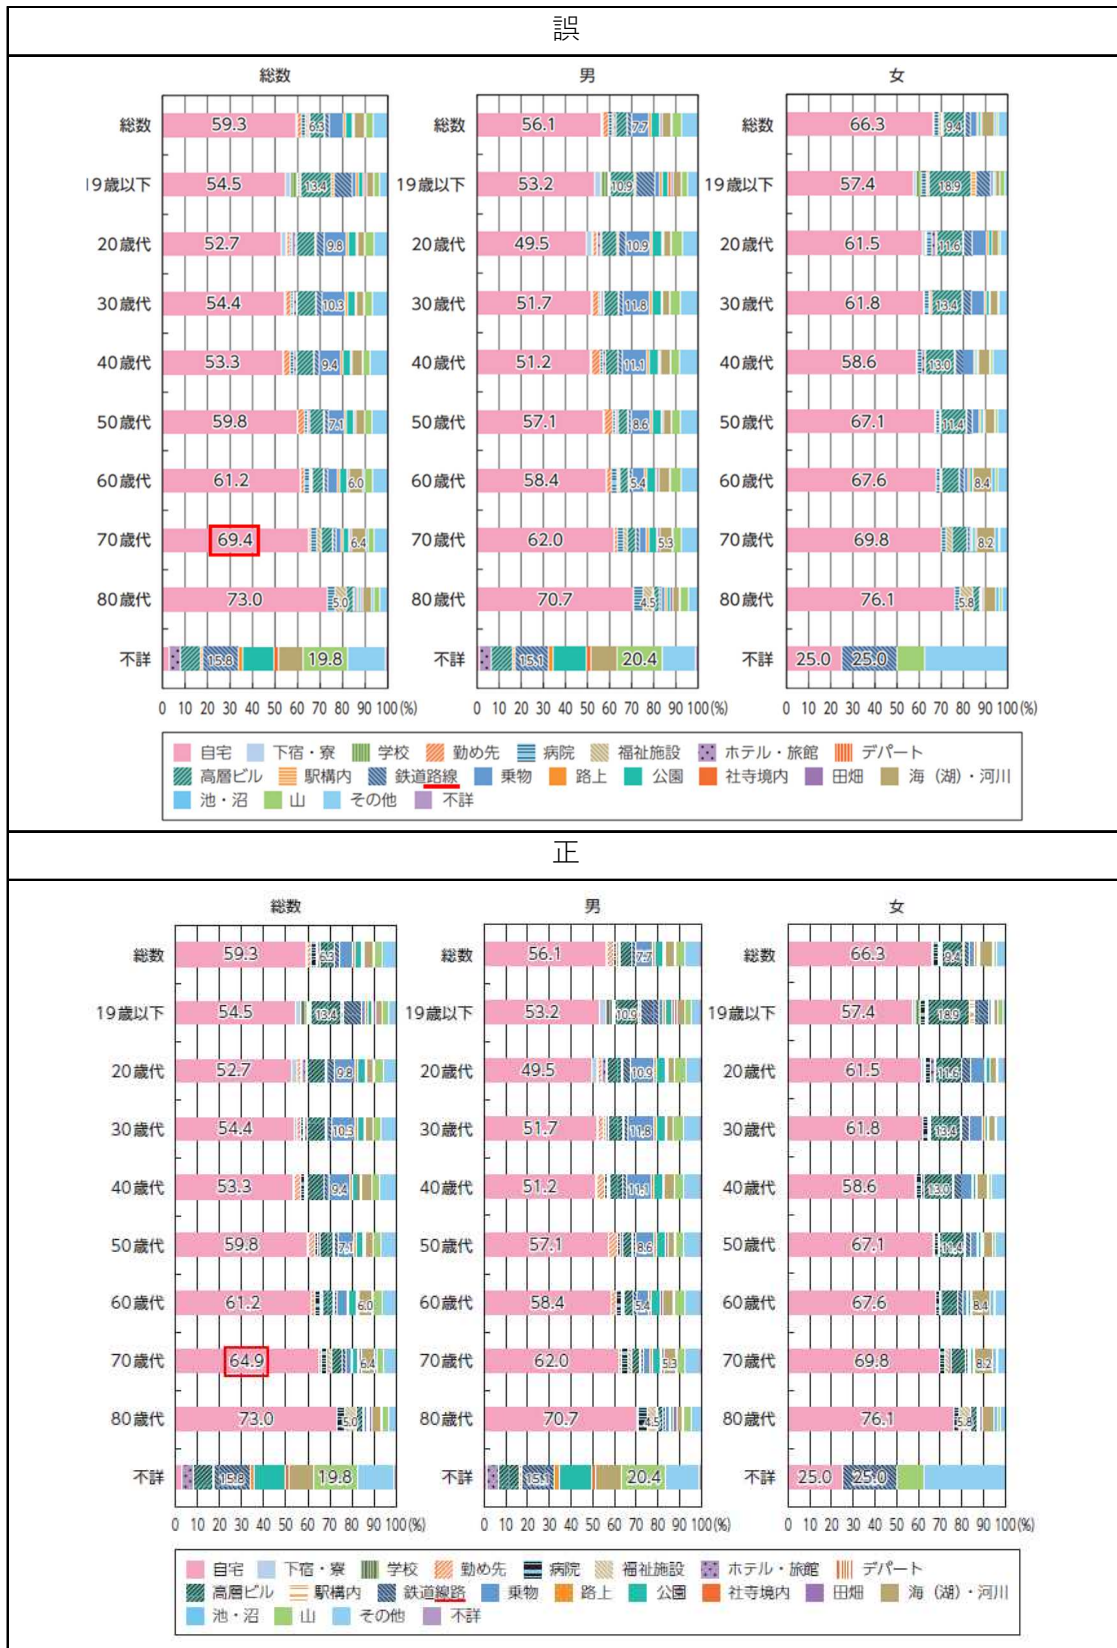 誤
総数 男 女
総数 59.3 6.3 総数 56.1 7.7 総数 66.3 9.4
19歳以下 54.5 13.4 19歳以下 53.2 10.9 19歳以下 57.4 18.9
20歳代 52.7 9.8 20歳代 49.5 10.9 20歳代 61.5 11.6
30歳代 54.4 10.3 30歳代 51.7 11.8 30歳代 61.8 13.4
40歳代 53.3 9.4 40歳代 51.2 11.1 40歳代 58.6 13.0
50歳代 59.8 7.1 50歳代 57.1 8.6 50歳代 67.1 11.4
60歳代 61.2 6.0 60歳代 58.4 5.4 60歳代 67.6 8.4
70歳代 69.4 6.4 70歳代 62.0 5.3 70歳代 69.8 8.2
80歳代 73.0 5.0 80歳代 70.7 4.5 80歳代 76.1 5.8
不詳 15.8 19.8 不詳 15.1 20.4 不詳 25.0 25.0
0 10 20 30 40 50 60 70 80 90 100(%) 0 10 20 30 40 50 60 70 80 90 100(%) 0 10 20 30 40 50 60 70 80 90 100(%)
自宅 下宿・寮 学校 勤め先 病院 福祉施設 ホテル・旅館 デパート
高層ビル 駅構内 鉄道路線 乗物 路上 公園 社寺境内 田畑 海（湖）・河川
池・沼 山 その他 不詳
正
総数 男 女
総数 59.3 6.3 総数 56.1 7.7 総数 66.3 9.4
19歳以下 54.5 13.4 19歳以下 53.2 10.9 19歳以下 57.4 18.9
20歳代 52.7 9.8 20歳代 49.5 10.9 20歳代 61.5 11.6
30歳代 54.4 10.3 30歳代 51.7 11.8 30歳代 61.8 13.4
40歳代 53.3 9.4 40歳代 51.2 11.1 40歳代 58.6 13.0
50歳代 59.8 7.1 50歳代 57.1 8.6 50歳代 67.1 11.4
60歳代 61.2 6.0 60歳代 58.4 5.4 60歳代 67.6 8.4
70歳代 64.9 6.4 70歳代 62.0 5.3 70歳代 69.8 8.2
80歳代 73.0 5.0 80歳代 70.7 4.5 80歳代 76.1 5.8
不詳 15.8 19.8 不詳 15.1 20.4 不詳 25.0 25.0
0 10 20 30 40 50 60 70 80 90 100(%) 0 10 20 30 40 50 60 70 80 90 100(%) 0 10 20 30 40 50 60 70 80 90 100(%)
自宅 下宿・寮 学校 勤め先 病院 福祉施設 ホテル・旅館 デパート
高層ビル 駅構内 鉄道線路 乗物 路上 公園 社寺境内 田畑 海（湖）・河川
池・沼 山 その他 不詳